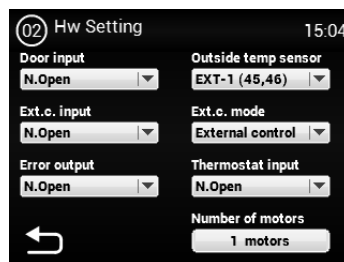 02 Hw Setting 15:04
Door input Outside temp sensor
N.Open EXT-1 (45,46)
Ext.c. input Ext.c. mode
N.Open External control
Error output Thermostat input
N.Open N.Open
Number of motors
1 motors